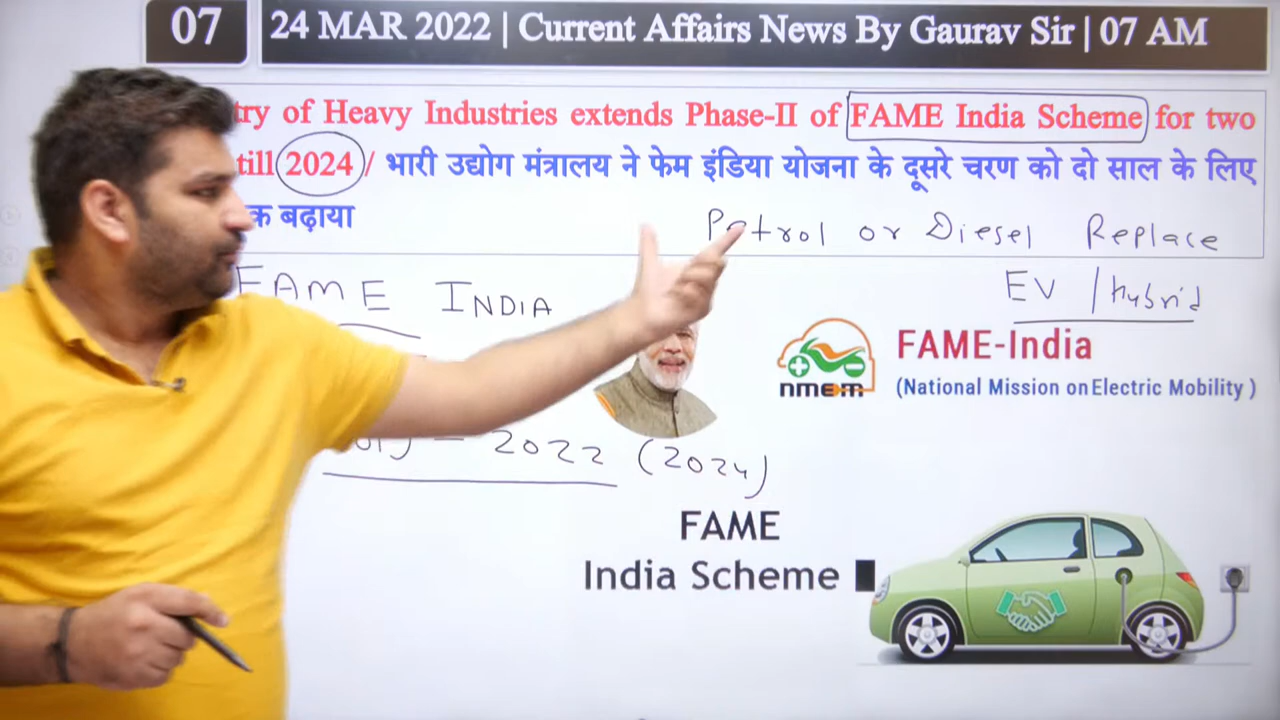 07
24 MAR 2022 | Current Affairs News By Gaurav Sir | 07 AM
try of Heavy Industries extends Phase-II of FAME India Scheme for two
till 2024 / भारी उद्योग मंत्रालय ने फेम इंडिया योजना के दूसरे चरण को दो साल के लिए
क बढ़ाया
Petrol or Diesel Replace
EV / Hybrid
FAME INDIA
FAME-India
nmem
(National Mission on Electric Mobility )
2022 (2024)
FAME
India Scheme